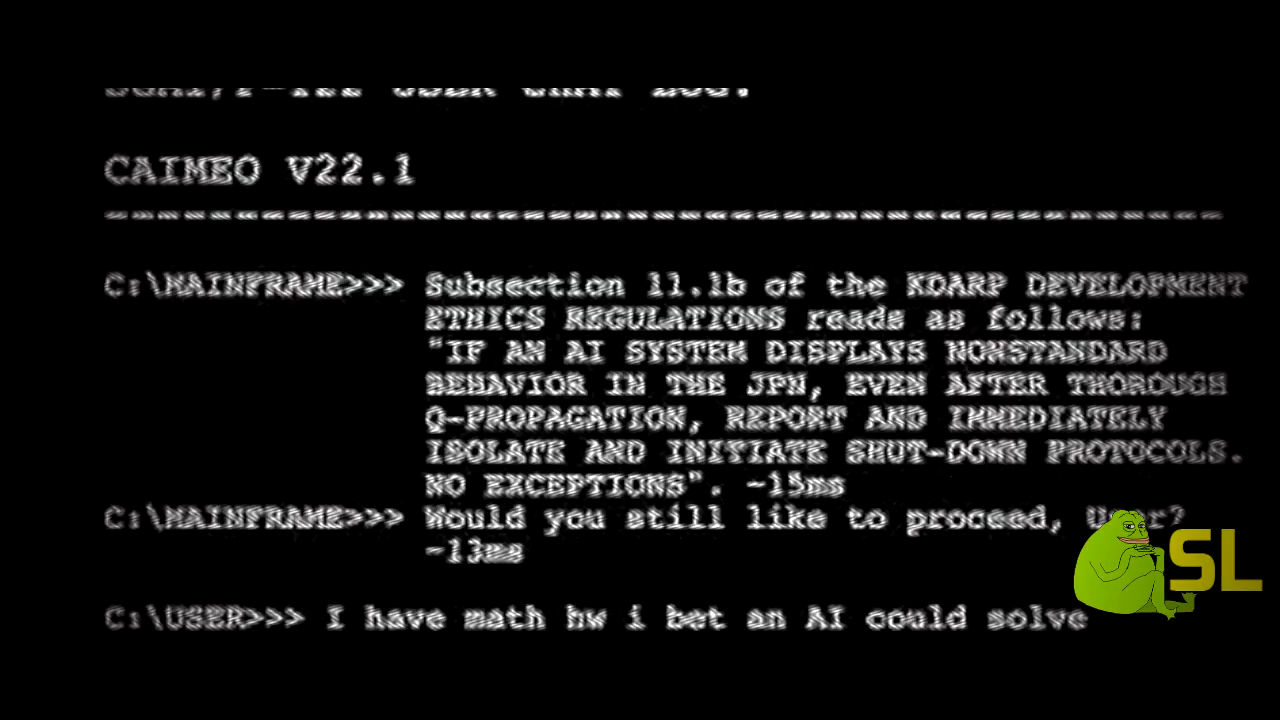 CAIMEO V22.1
-------------------------------------------
C:\MAINFRAME>>> Subsection 11.1b of the KOARP DEVELOPMENT
ETHICS REGULATIONS reads as follows:
"IF AN AI SYSTEM DISPLAYS NONSTANDARD
BEHAVIOR IN THE JPN, EVEN AFTER THOROUGH
Q-PROPAGATION, REPORT AND IMMEDIATELY
ISOLATE AND INITIATE SHUT-DOWN PROTOCOLS.
NO EXCEPTIONS". ~15ms
C:\MAINFRAME>>> Would you still like to proceed, User?
~13ms
C:\USER>>> I have math hw i bet an AI could solve
SL